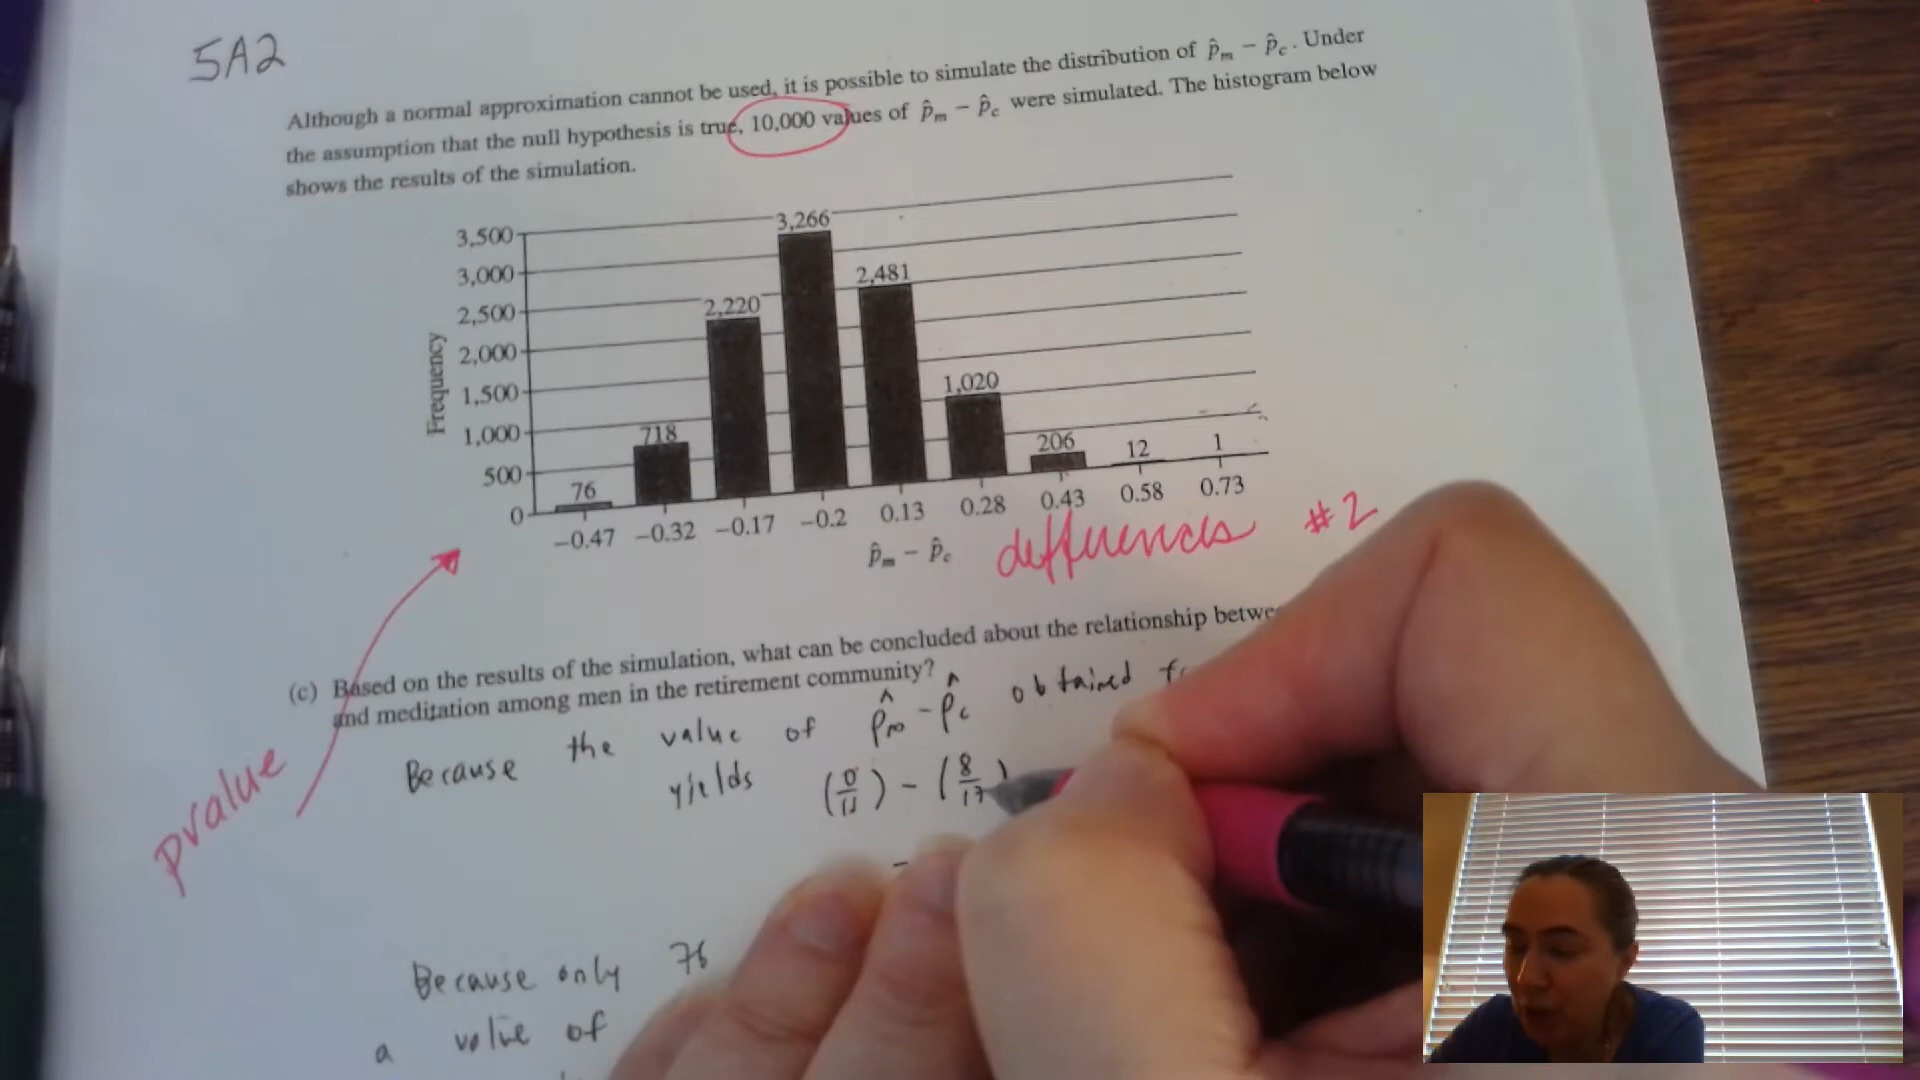 5A2
Although a normal approximation cannot be used, it is possible to simulate the distribution of p̂m − p̂c. Under
the assumption that the null hypothesis is true, 10,000 values of p̂m − p̂c were simulated. The histogram below
shows the results of the simulation.
3,500
3,000
2,500
2,000
1,500
1,000
500
0
Frequency
76
718
2,220
3,266
2,481
1,020
206
12
1
−0.47 −0.32 −0.17 −0.2 0.13 0.28 0.43 0.58 0.73
p̂m − p̂c
differences #2
(c) Based on the results of the simulation, what can be concluded about the relationship
and meditation among men in the retirement community?
pvalue
Because the value of p̂m - p̂c obtained
yields (0/11) - (8/17)
-
Because only 76
a value of